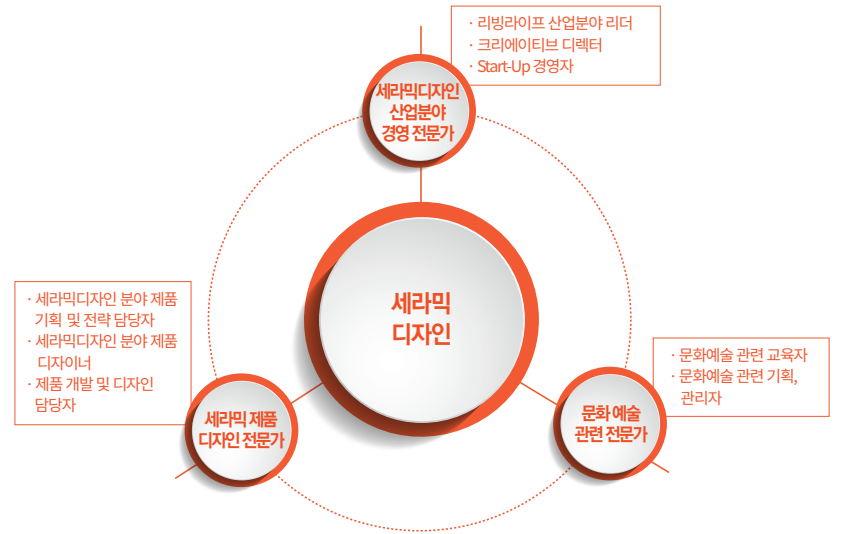 · 리빙라이프 산업분야 리더
· 크리에이티브 디렉터
· Start-Up 경영자
세라믹디자인
산업분야
경영 전문가
세라믹
디자인
· 세라믹디자인 분야 제품
기획 및 전략 담당자
· 세라믹디자인 분야 제품
디자이너
· 제품 개발 및 디자인
담당자
세라믹 제품
디자인 전문가
· 문화예술 관련 교육자
· 문화예술 관련 기획,
관리자
문화 예술
관련 전문가